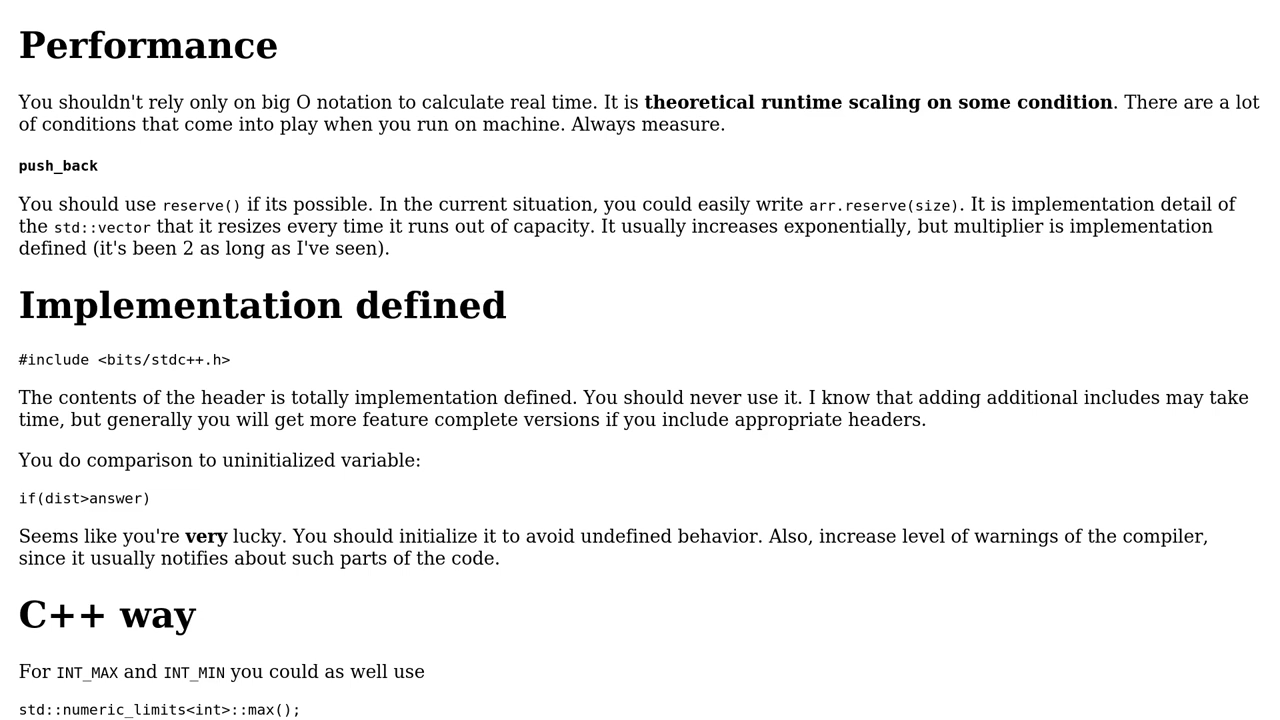 Performance
You shouldn't rely only on big O notation to calculate real time. It is theoretical runtime scaling on some condition. There are a lot
of conditions that come into play when you run on machine. Always measure.
push_back
You should use reserve() if its possible. In the current situation, you could easily write arr.reserve(size). It is implementation detail of
the std::vector that it resizes every time it runs out of capacity. It usually increases exponentially, but multiplier is implementation
defined (it's been 2 as long as I've seen).
Implementation defined
#include <bits/stdc++.h>
The contents of the header is totally implementation defined. You should never use it. I know that adding additional includes may take
time, but generally you will get more feature complete versions if you include appropriate headers.
You do comparison to uninitialized variable:
if(dist>answer)
Seems like you're very lucky. You should initialize it to avoid undefined behavior. Also, increase level of warnings of the compiler,
since it usually notifies about such parts of the code.
C++ way
For INT_MAX and INT_MIN you could as well use
std::numeric_limits<int>::max();